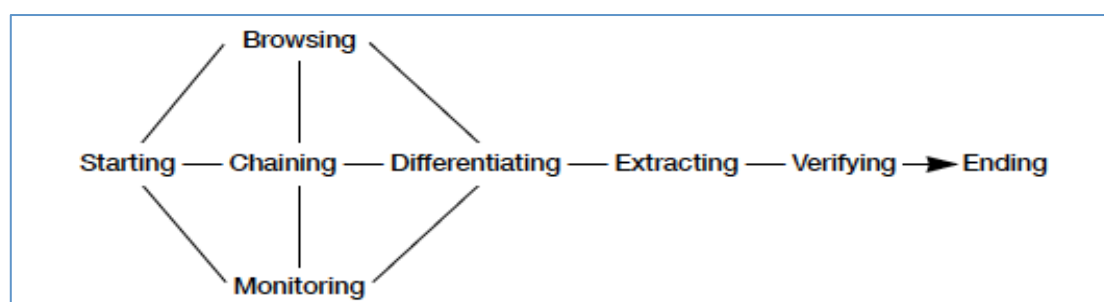 Browsing
Starting Chaining Differentiating Extracting Verifying Ending
Monitoring